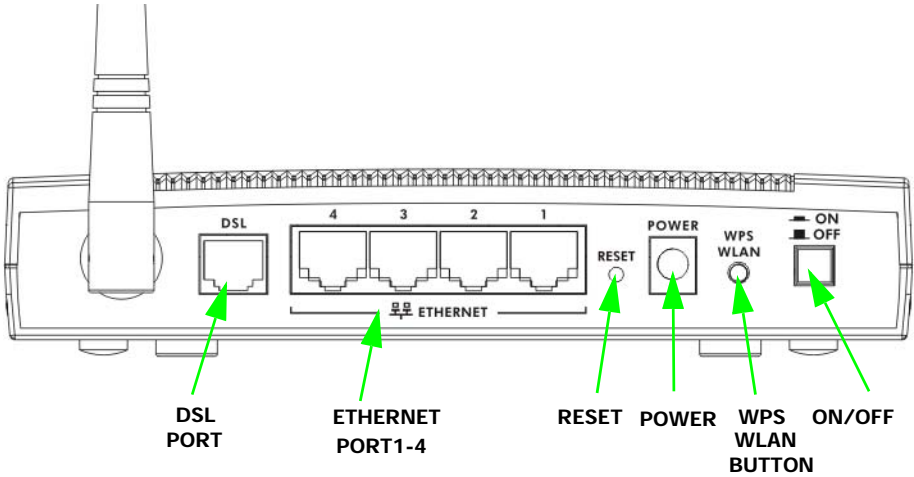 DSL
4 3 2 1
ETHERNET
RESET
POWER
WPS
WLAN
ON
OFF
DSL
PORT
ETHERNET
PORT1-4
RESET
POWER
WPS
WLAN
BUTTON
ON/OFF